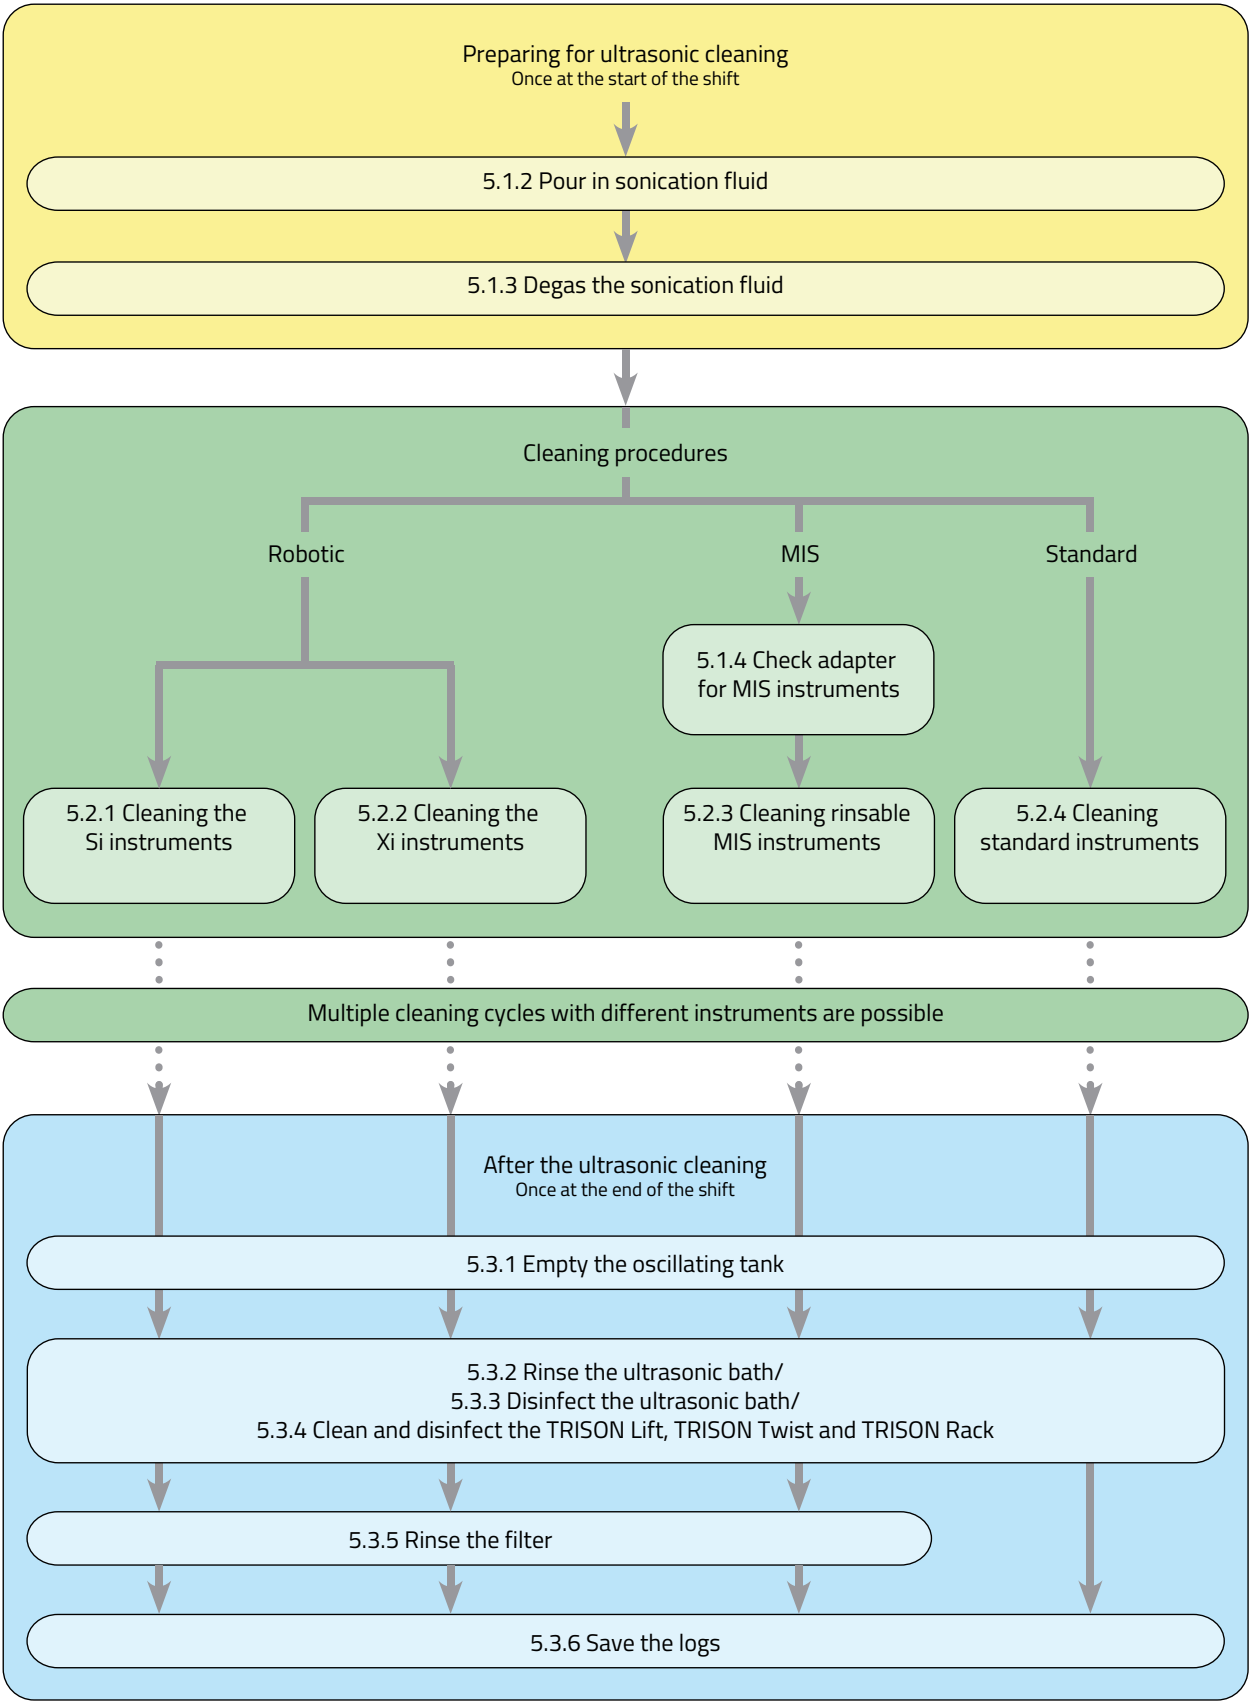 Preparing for ultrasonic cleaning
Once at the start of the shift
5.1.2 Pour in sonication fluid
5.1.3 Degas the sonication fluid
Cleaning procedures
Robotic
MIS
Standard
5.1.4 Check adapter
for MIS instruments
5.2.1 Cleaning the
Si instruments
5.2.2 Cleaning the
Xi instruments
5.2.3 Cleaning rinsable
MIS instruments
5.2.4 Cleaning
standard instruments
Multiple cleaning cycles with different instruments are possible
After the ultrasonic cleaning
Once at the end of the shift
5.3.1 Empty the oscillating tank
5.3.2 Rinse the ultrasonic bath/
5.3.3 Disinfect the ultrasonic bath/
5.3.4 Clean and disinfect the TRISON Lift, TRISON Twist and TRISON Rack
5.3.5 Rinse the filter
5.3.6 Save the logs